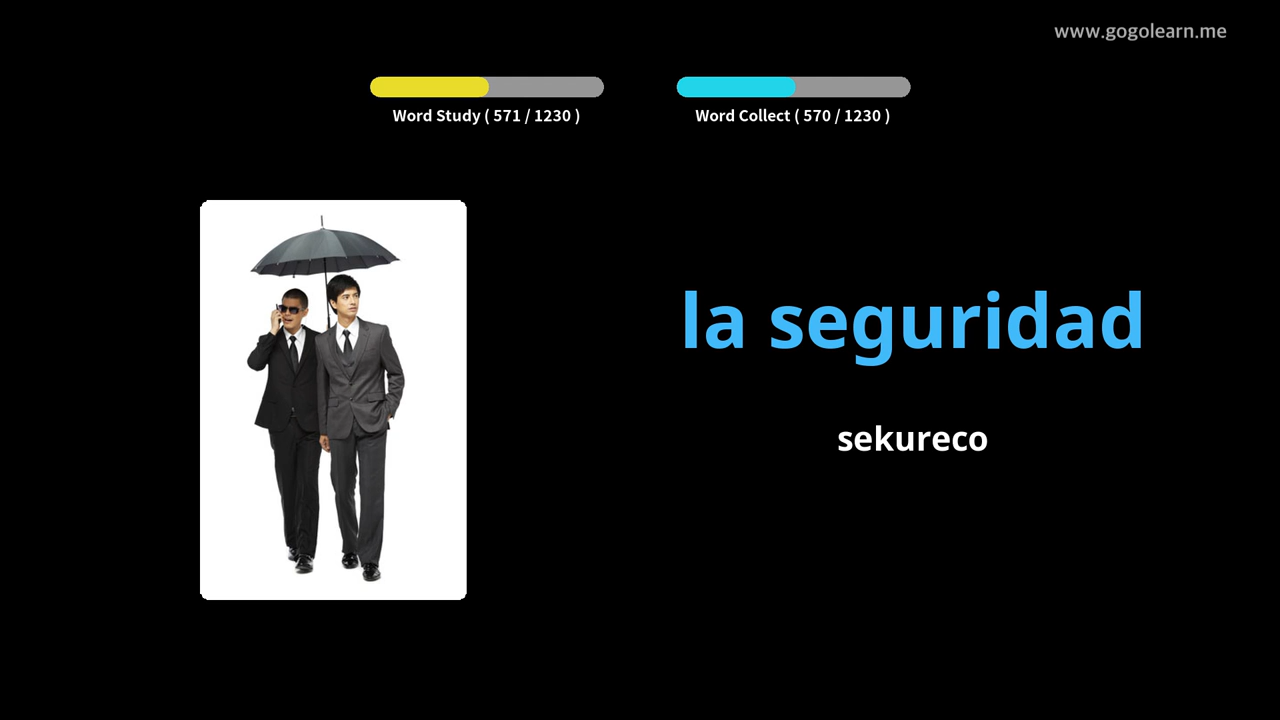 www.gogolearn.me
Word Study ( 571 / 1230 )
Word Collect ( 570 / 1230 )
la seguridad
sekureco